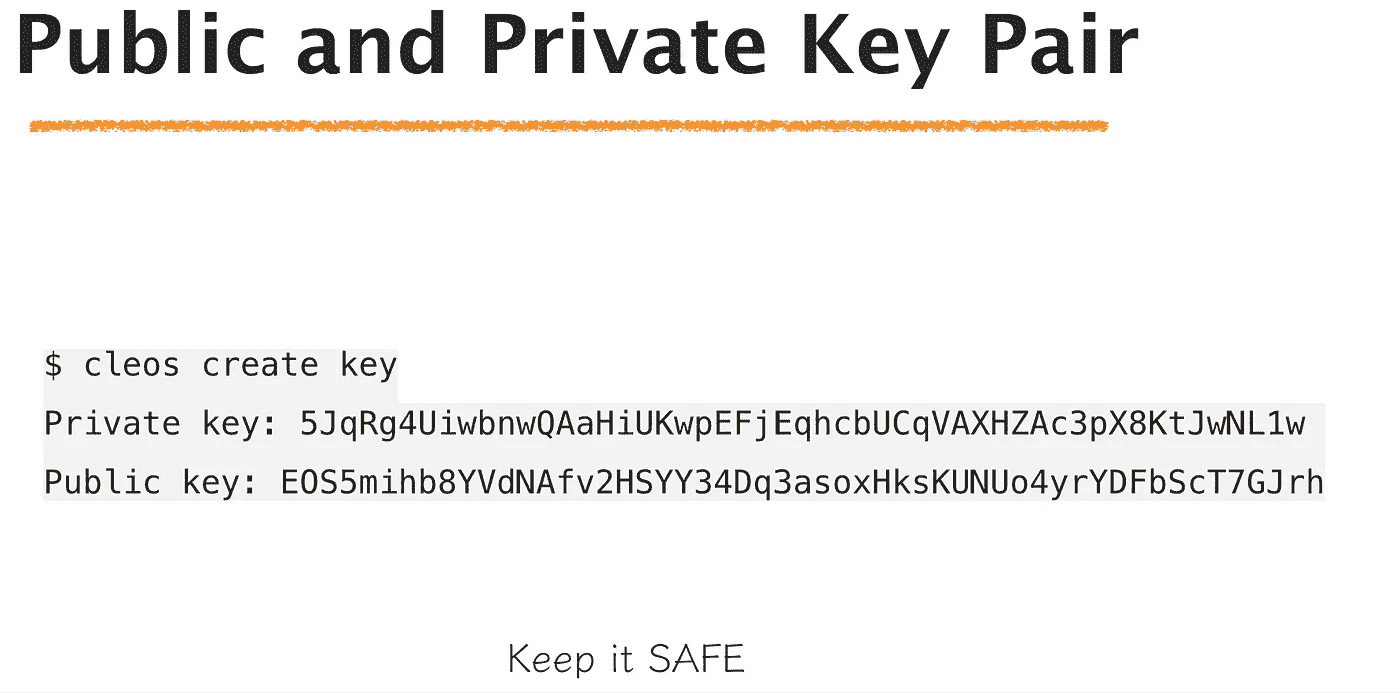 Public and Private Key Pair
$ cleos create key
Private key: 5JqRg4UiwbnwQAaHiUKwpEFjEqhcbUCqVAXHZAc3pX8KtJwNL1w
Public key: EOS5mihb8YVdNAfv2HSYY34Dq3asoxHksKUNUo4yrYDFbScT7GJrh
Keep it SAFE